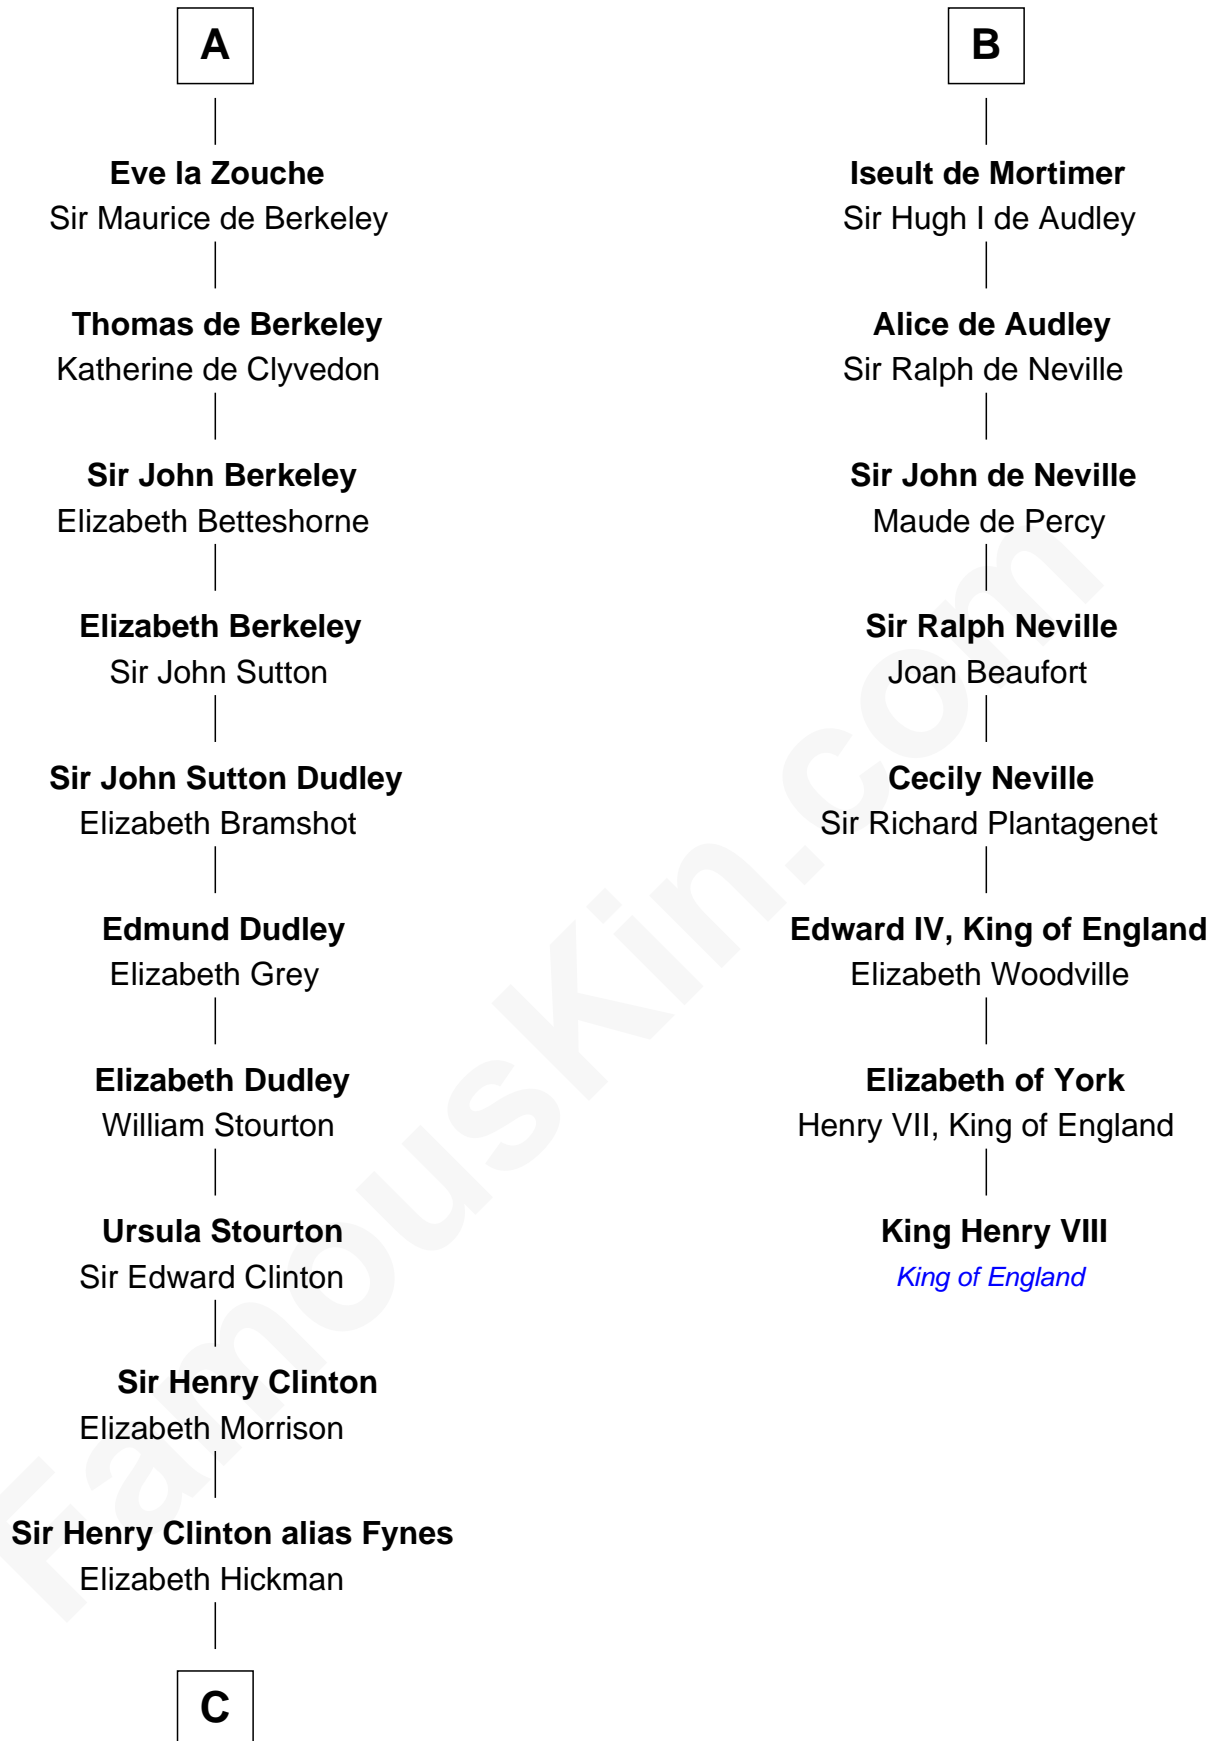 A
Eve la Zouche
Sir Maurice de Berkeley
Thomas de Berkeley
Katherine de Clyvedon
Sir John Berkeley
Elizabeth Betteshorne
Elizabeth Berkeley
Sir John Sutton
Sir John Sutton Dudley
Elizabeth Bramshot
Edmund Dudley
Elizabeth Grey
Elizabeth Dudley
William Stourton
Ursula Stourton
Sir Edward Clinton
Sir Henry Clinton
Elizabeth Morrison
Sir Henry Clinton alias Fynes
Elizabeth Hickman
C
B
Iseult de Mortimer
Sir Hugh I de Audley
Alice de Audley
Sir Ralph de Neville
Sir John de Neville
Maude de Percy
Sir Ralph Neville
Joan Beaufort
Cecily Neville
Sir Richard Plantagenet
Edward IV, King of England
Elizabeth Woodville
Elizabeth of York
Henry VII, King of England
King Henry VIII
King of England
FamousKin.com